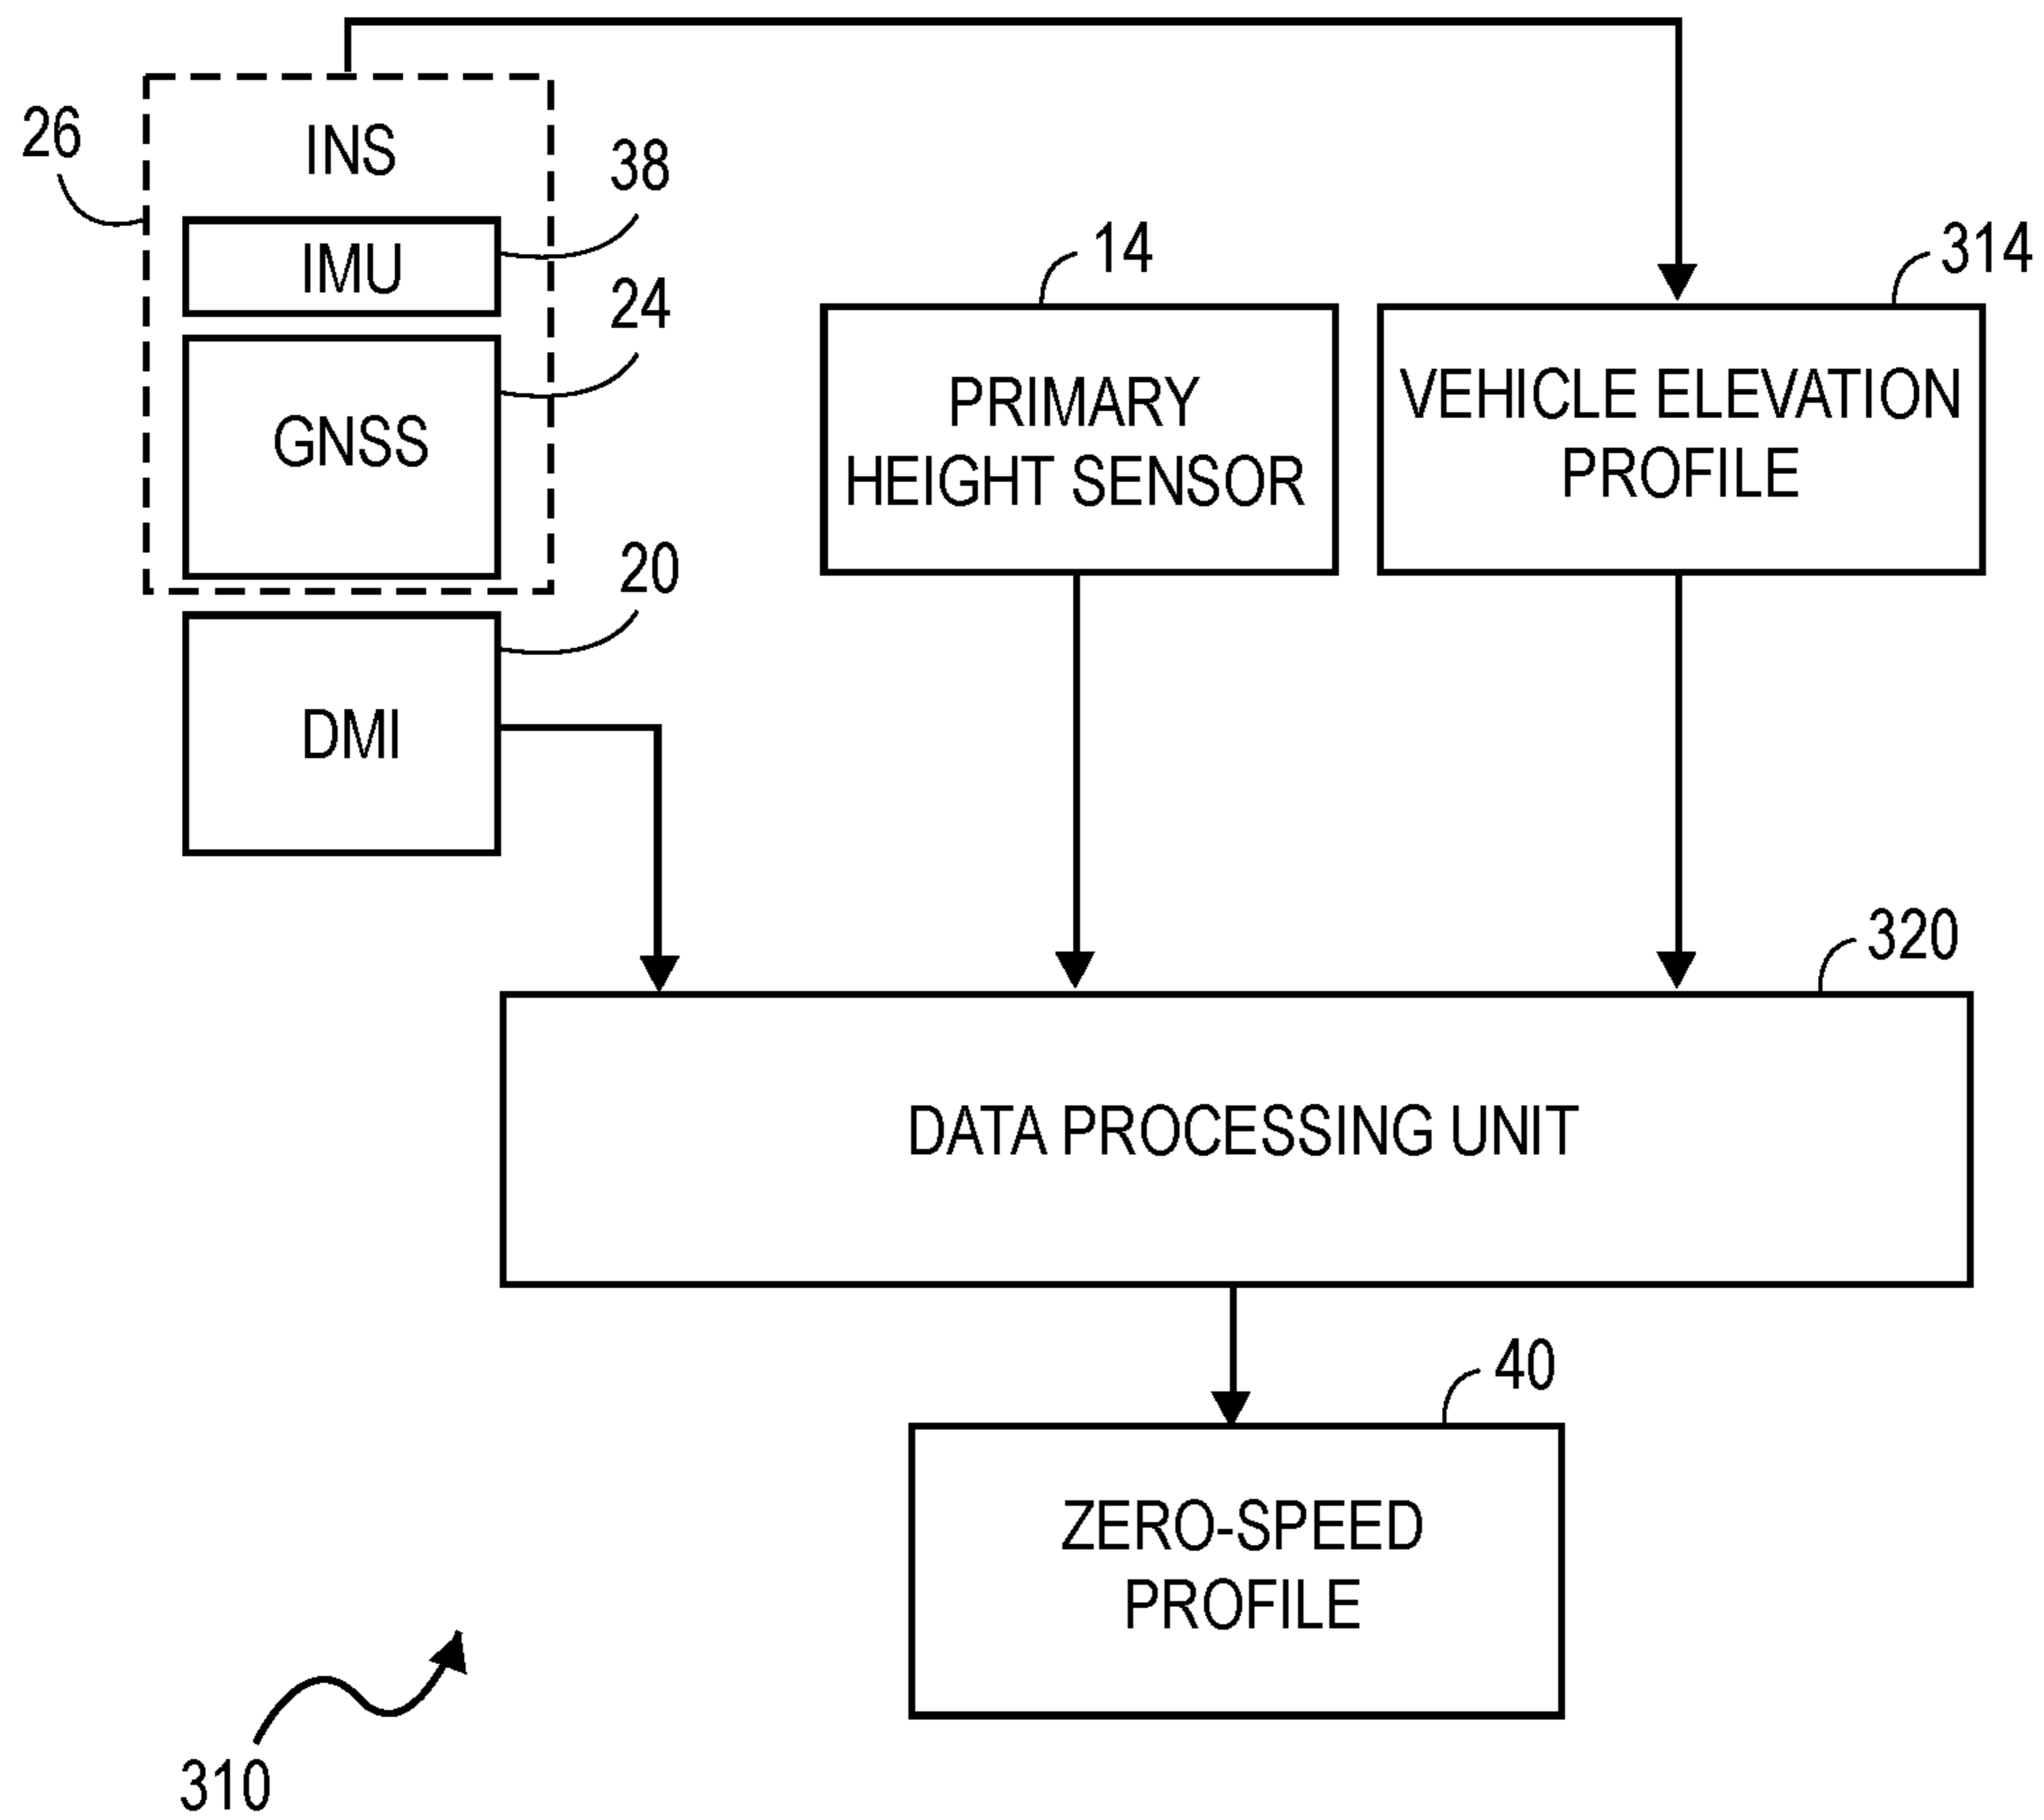 26
INS
38
IMU
24
GNSS
20
DMI
14
PRIMARY
HEIGHT SENSOR
314
VEHICLE ELEVATION
PROFILE
320
DATA PROCESSING UNIT
40
ZERO-SPEED
PROFILE
310